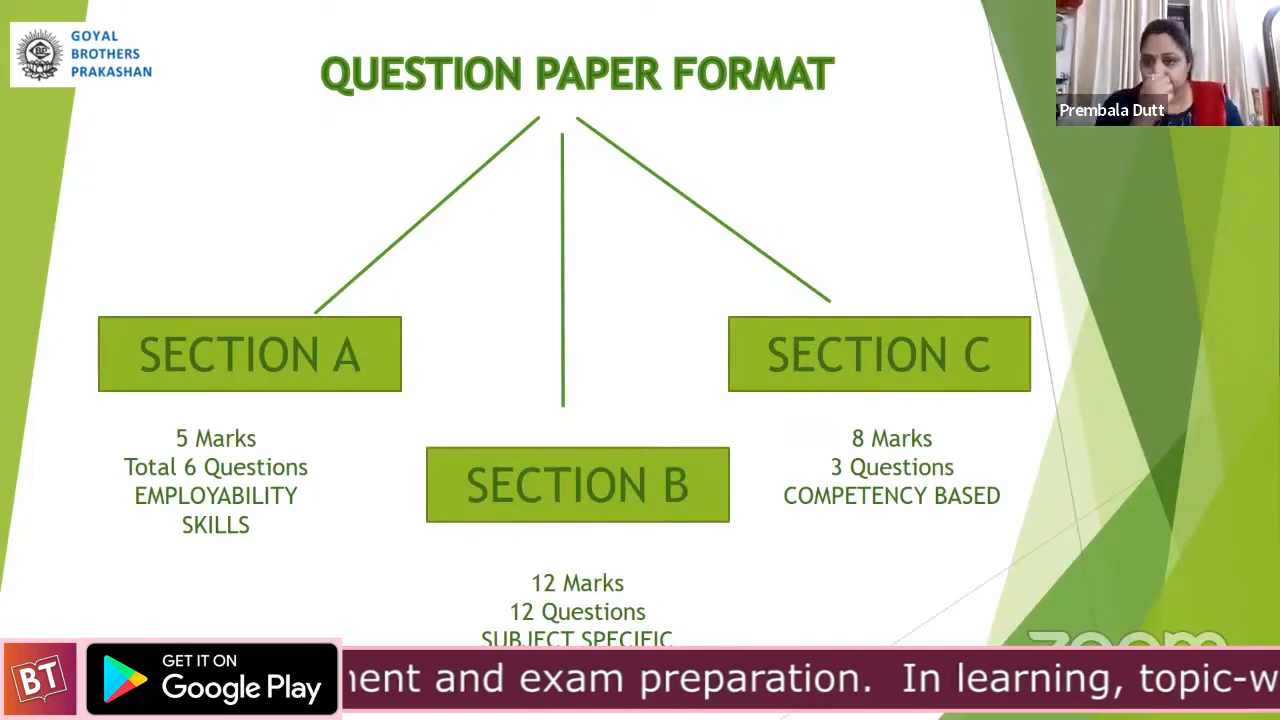 GOYAL
BROTHERS
PRAKASHAN
QUESTION PAPER FORMAT
Prembala Dutt
SECTION A
5 Marks
Total 6 Questions
EMPLOYABILITY
SKILLS
SECTION B
12 Marks
12 Questions
SUBJECT SPECIFIC
SECTION C
8 Marks
3 Questions
COMPETENCY BASED
zoom
BT
GET IT ON
Google Play
ment and exam preparation. In learning, topic-w